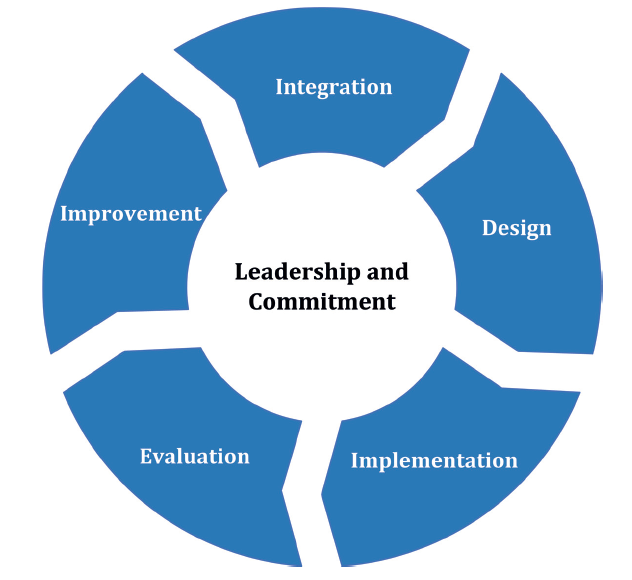 Integration
Design
Implementation
Evaluation
Improvement
Leadership and
Commitment